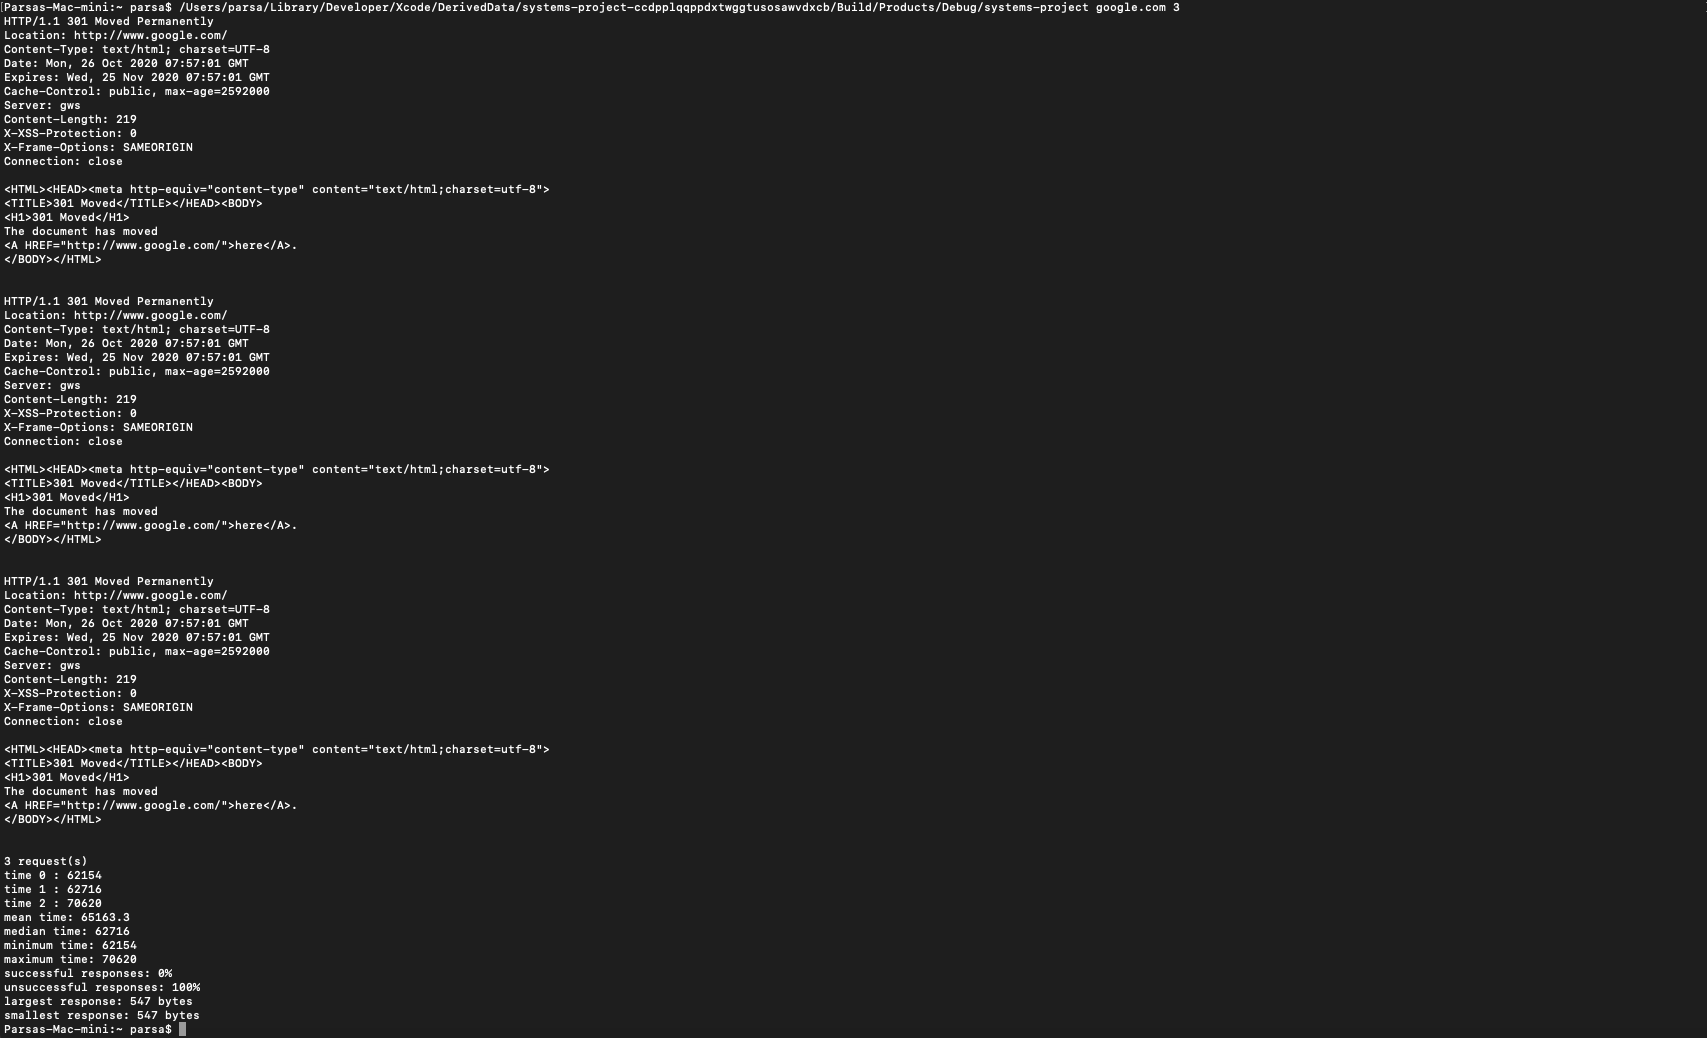 [Parsas-Mac-mini:~ parsa$ /Users/parsa/Library/Developer/Xcode/DerivedData/systems-project-ccdpplqqppdxtwggtusosawvdxcb/Build/Products/Debug/systems-project google.com 3
HTTP/1.1 301 Moved Permanently
Location: http://www.google.com/
Content-Type: text/html; charset=UTF-8
Date: Mon, 26 Oct 2020 07:57:01 GMT
Expires: Wed, 25 Nov 2020 07:57:01 GMT
Cache-Control: public, max-age=2592000
Server: gws
Content-Length: 219
X-XSS-Protection: 0
X-Frame-Options: SAMEORIGIN
Connection: close

<HTML><HEAD><meta http-equiv="content-type" content="text/html;charset=utf-8">
<TITLE>301 Moved</TITLE></HEAD><BODY>
<H1>301 Moved</H1>
The document has moved
<A HREF="http://www.google.com/">here</A>.
</BODY></HTML>

HTTP/1.1 301 Moved Permanently
Location: http://www.google.com/
Content-Type: text/html; charset=UTF-8
Date: Mon, 26 Oct 2020 07:57:01 GMT
Expires: Wed, 25 Nov 2020 07:57:01 GMT
Cache-Control: public, max-age=2592000
Server: gws
Content-Length: 219
X-XSS-Protection: 0
X-Frame-Options: SAMEORIGIN
Connection: close

<HTML><HEAD><meta http-equiv="content-type" content="text/html;charset=utf-8">
<TITLE>301 Moved</TITLE></HEAD><BODY>
<H1>301 Moved</H1>
The document has moved
<A HREF="http://www.google.com/">here</A>.
</BODY></HTML>

HTTP/1.1 301 Moved Permanently
Location: http://www.google.com/
Content-Type: text/html; charset=UTF-8
Date: Mon, 26 Oct 2020 07:57:01 GMT
Expires: Wed, 25 Nov 2020 07:57:01 GMT
Cache-Control: public, max-age=2592000
Server: gws
Content-Length: 219
X-XSS-Protection: 0
X-Frame-Options: SAMEORIGIN
Connection: close

<HTML><HEAD><meta http-equiv="content-type" content="text/html;charset=utf-8">
<TITLE>301 Moved</TITLE></HEAD><BODY>
<H1>301 Moved</H1>
The document has moved
<A HREF="http://www.google.com/">here</A>.
</BODY></HTML>

3 request(s)
time 0 : 62154
time 1 : 62716
time 2 : 70620
mean time: 65163.3
median time: 62716
minimum time: 62154
maximum time: 70620
successful responses: 0%
unsuccessful responses: 100%
largest response: 547 bytes
smallest response: 547 bytes
Parsas-Mac-mini:~ parsa$